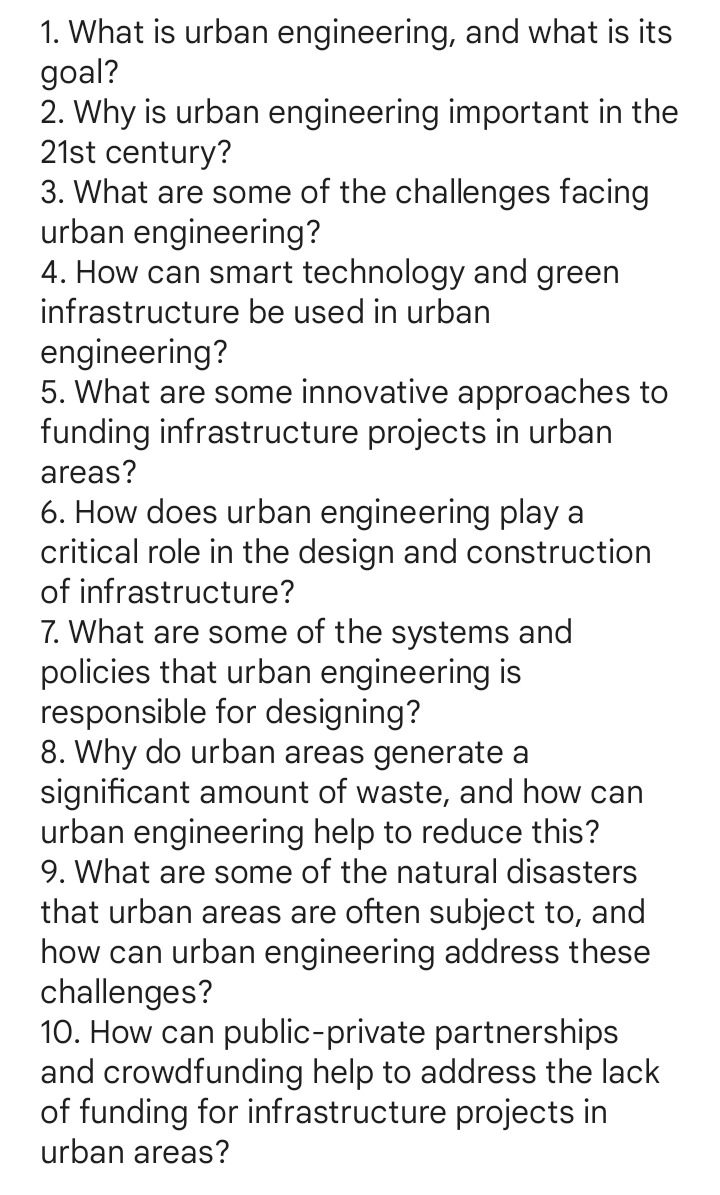 1. What is urban engineering, and what is its
goal?
2. Why is urban engineering important in the
21st century?
3. What are some of the challenges facing
urban engineering?
4. How can smart technology and green
infrastructure be used in urban
engineering?
5. What are some innovative approaches to
funding infrastructure projects in urban
areas?
6. How does urban engineering play a
critical role in the design and construction
of infrastructure?
7. What are some of the systems and
policies that urban engineering is
responsible for designing?
8. Why do urban areas generate a
significant amount of waste, and how can
urban engineering help to reduce this?
9. What are some of the natural disasters
that urban areas are often subject to, and
how can urban engineering address these
challenges?
10. How can public-private partnerships
and crowdfunding help to address the lack
of funding for infrastructure projects in
urban areas?